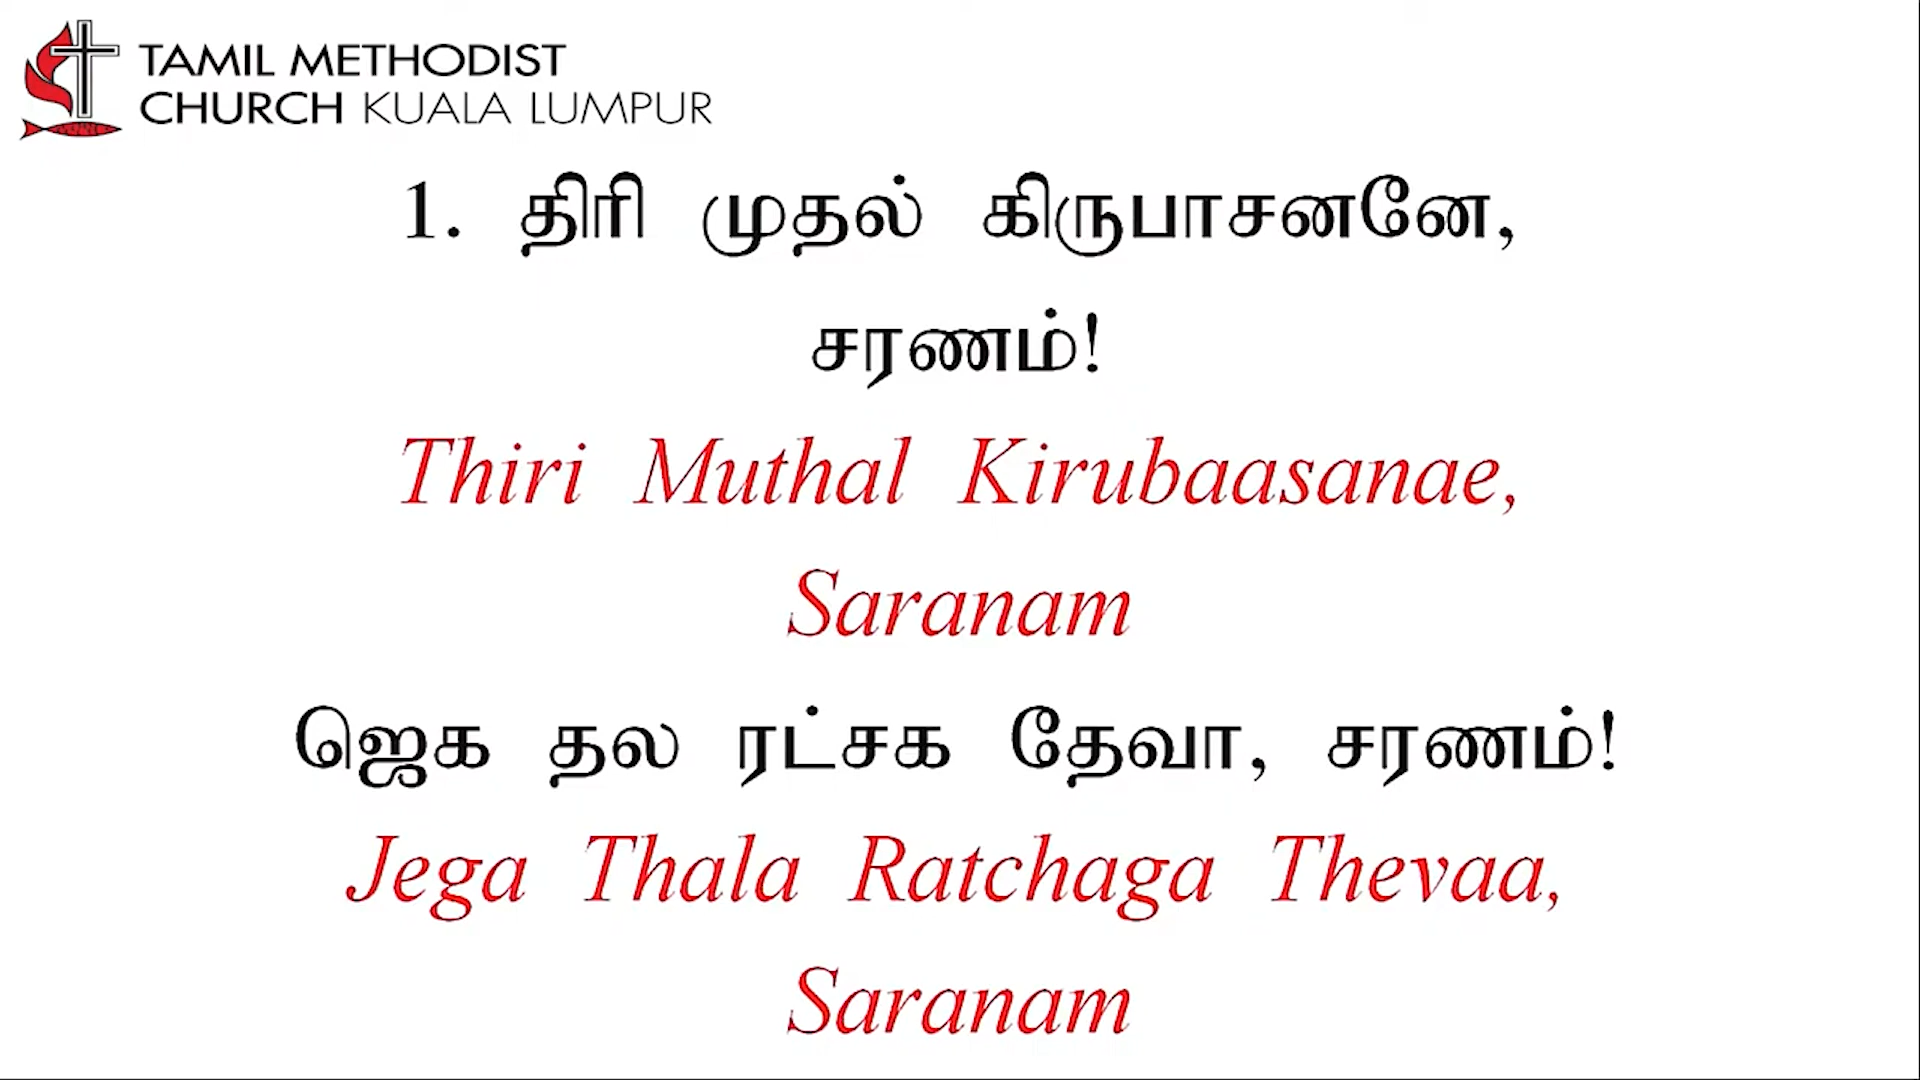 TAMIL METHODIST
CHURCH KUALA LUMPUR
1. திரி முதல் கிருபாசனனே,
சரணம்!
Thiri Muthal Kirubaasanae,
Saranam
ஜெக தல ரட்சக தேவா, சரணம்!
Jega Thala Ratchaga Thevaa,
Saranam